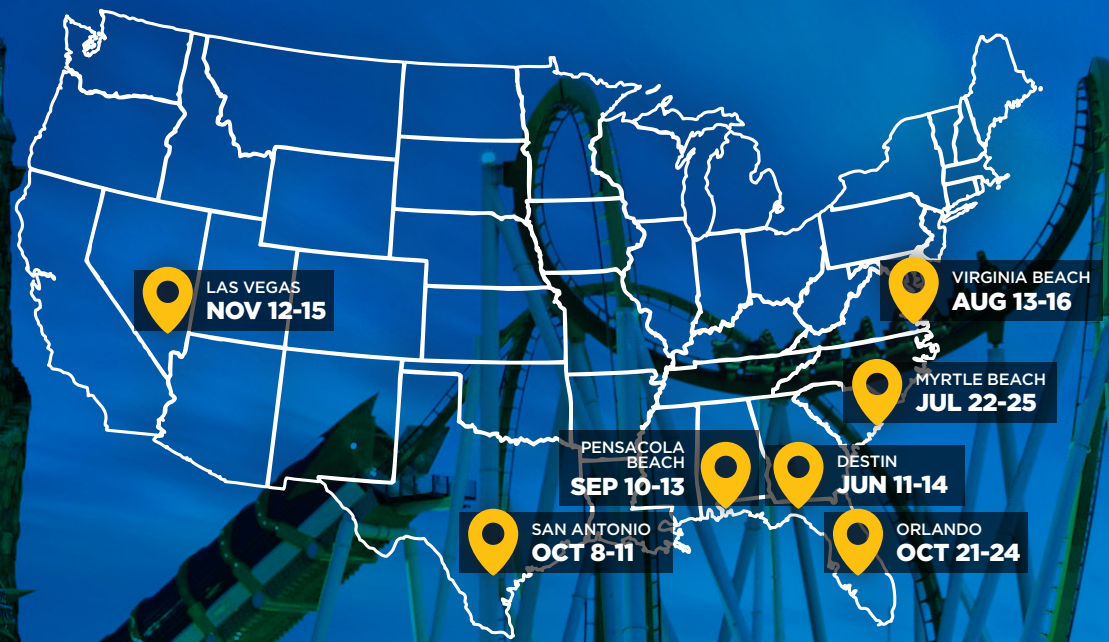 LAS VEGAS
NOV 12-15
VIRGINIA BEACH
AUG 13-16
MYRTLE BEACH
JUL 22-25
PENSACOLA
BEACH
SEP 10-13
DESTIN
JUN 11-14
SAN ANTONIO
OCT 8-11
ORLANDO
OCT 21-24